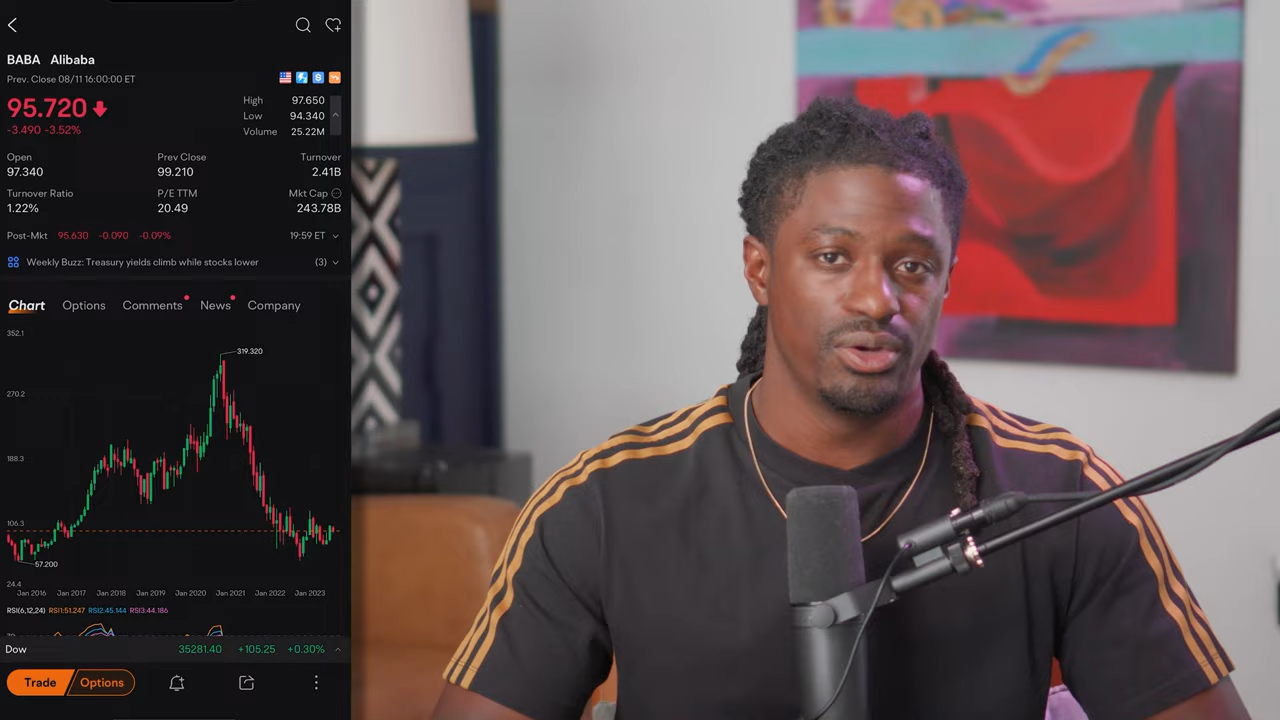 BABA Alibaba
Prev. Close 08/11 16:00:00 ET
95.720
-3.490 -3.52%
High 97.650
Low 94.340
Volume 25.22M
Open Prev Close Turnover
97.340 99.210 2.41B
Turnover Ratio P/E TTM Mkt Cap
1.22% 20.49 243.78B
Post-Mkt 95.630 -0.090 -0.09% 19:59 ET
Weekly Buzz: Treasury yields climb while stocks lower (3)
Chart Options Comments News Company
352.1
319.320
270.2
188.3
106.3
57.200
24.4
Jan 2016 Jan 2017 Jan 2018 Jan 2019 Jan 2020 Jan 2021 Jan 2022 Jan 2023
RSI(6,12,24) RSI1:51.247 RSI2:45.144 RSI3:44.186
Dow 35281.40 +105.25 +0.30%
Trade Options